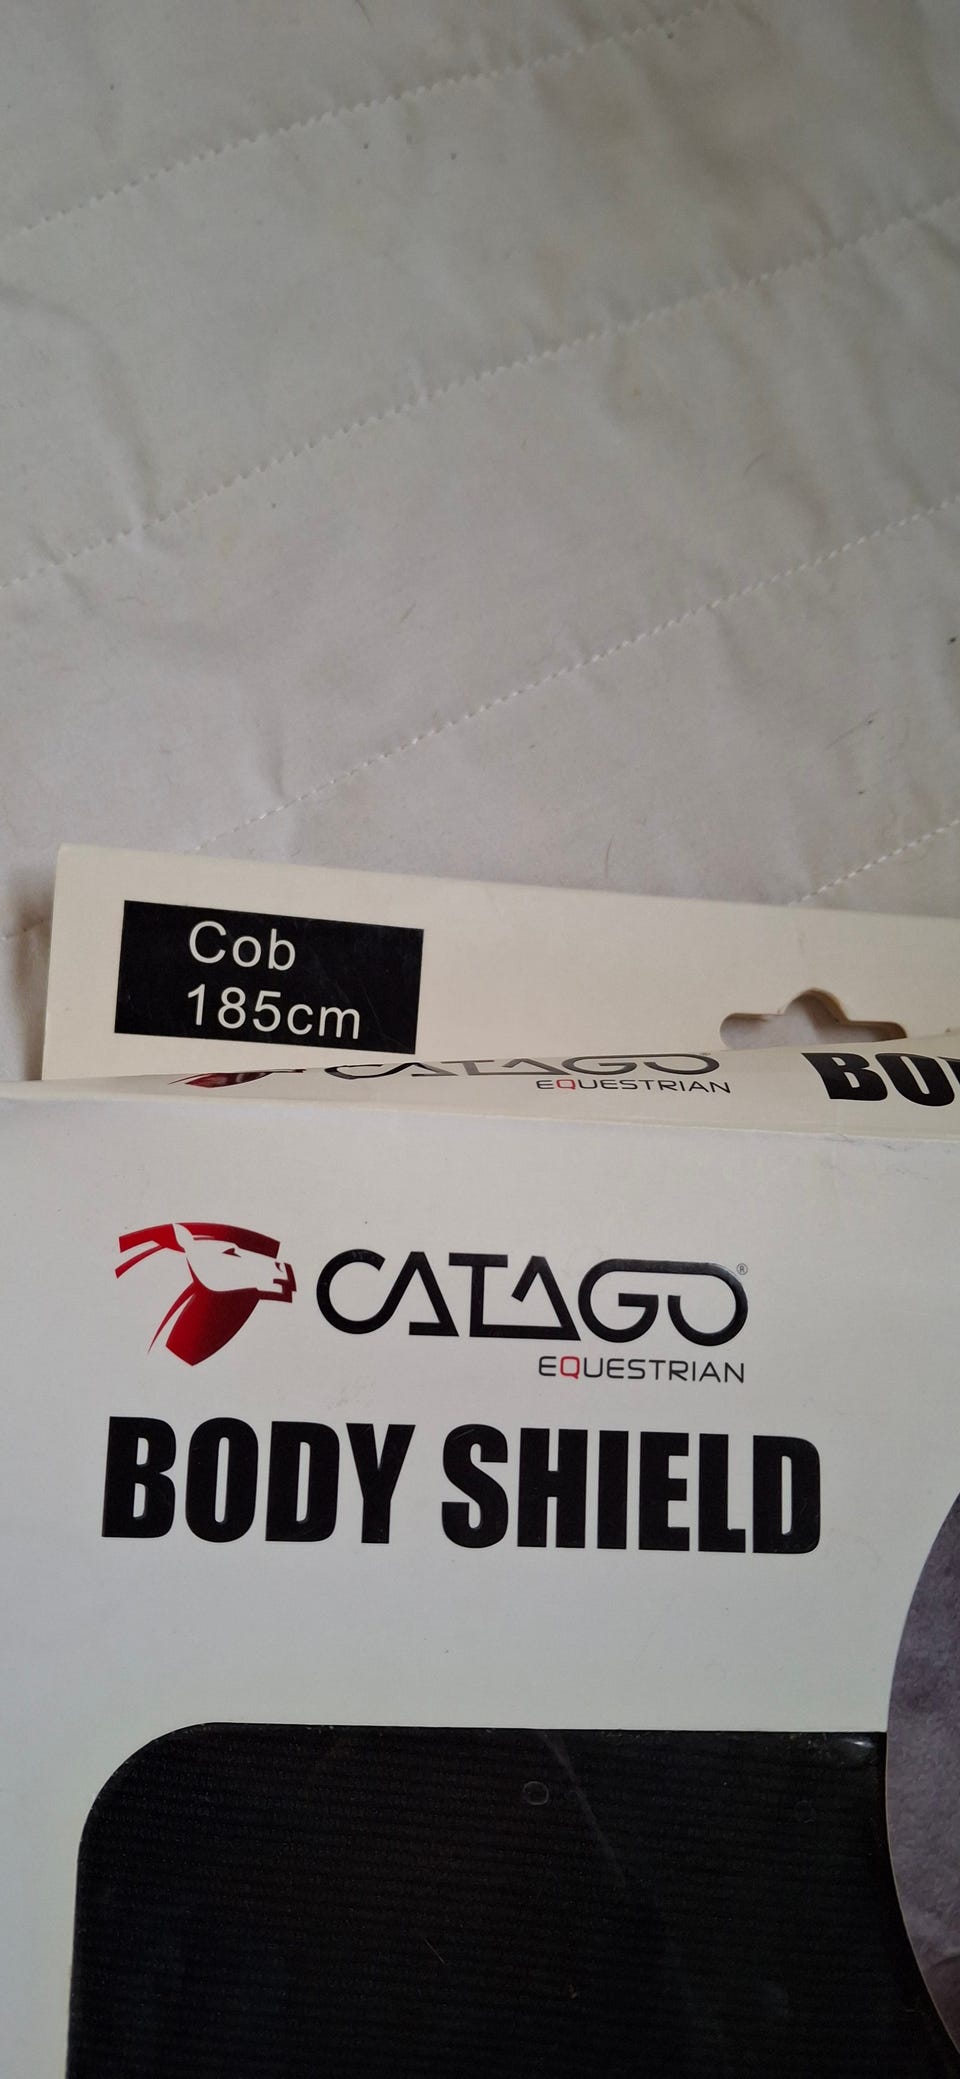 Cob
185cm
CATAGO
EQUESTRIAN
CATAGO®
EQUESTRIAN
BODY SHIELD